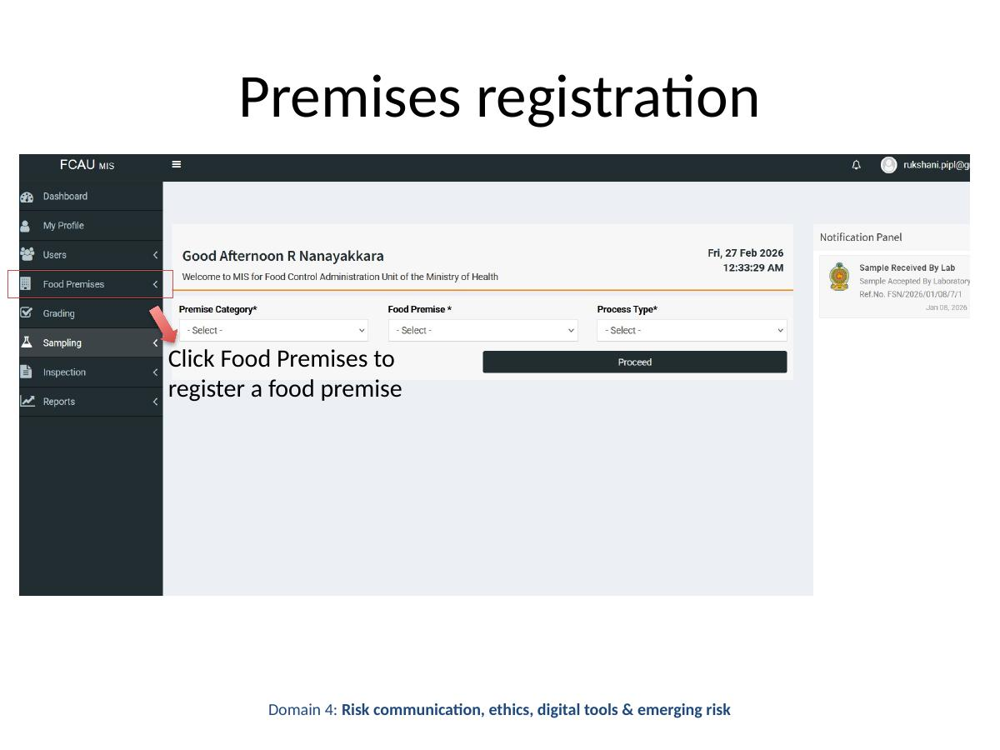 Premises registration
FCAU MIS
rukshani.pipl@g
Dashboard
My Profile
Users
Food Premises
Grading
Sampling
Inspection
Reports
Good Afternoon R Nanayakkara
Welcome to MIS for Food Control Administration Unit of the Ministry of Health
Fri, 27 Feb 2026
12:33:29 AM
Premise Category*
Food Premise *
Process Type*
- Select -
- Select -
- Select -
Proceed
Click Food Premises to
register a food premise
Notification Panel
Sample Received By Lab
Sample Accepted By Laboratory
Ref.No. FSN/2026/01/08/7/1
Jan 08, 2026
Domain 4: Risk communication, ethics, digital tools & emerging risk